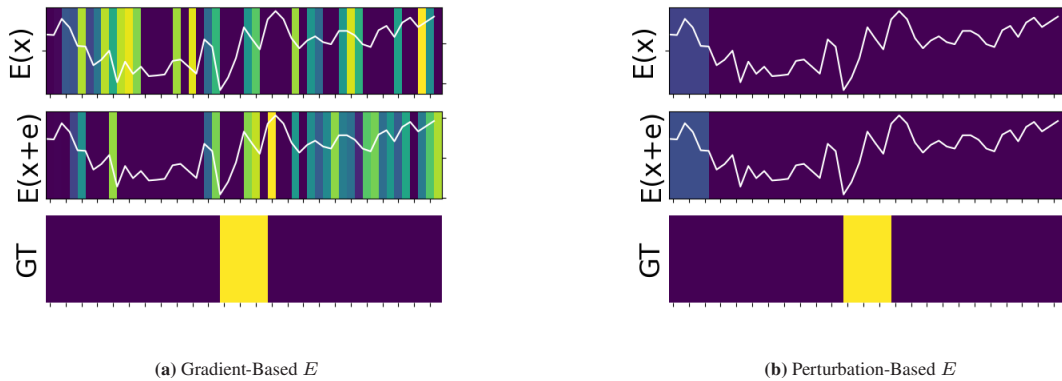 E(x)
E(x+e)
GT
(a) Gradient-Based E
E(x)
E(x+e)
GT
(b) Perturbation-Based E